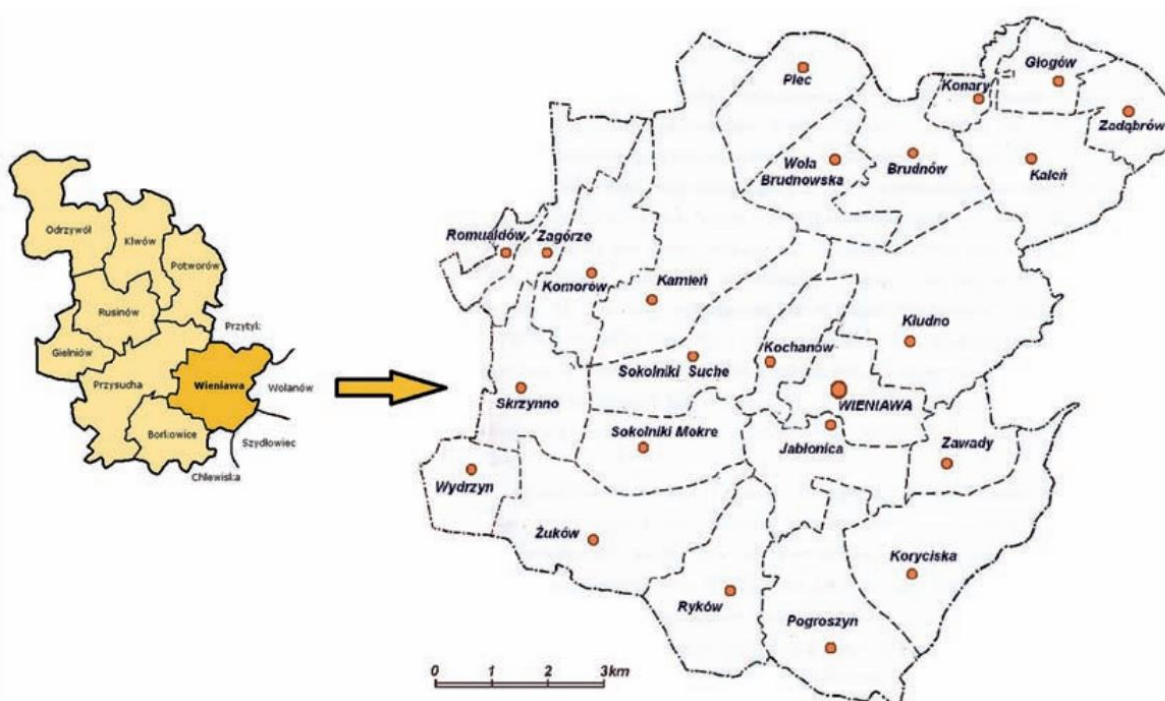 Odrzywół
Klwów
Potworów
Rusinów
Przytyk
Gielniów
Przysucha
Wieniawa
Wolanów
Borkowice
Szydłowiec
Chlewiska
Plec
Głogów
Konary
Zadąbrów
Wola
Brudnowska
Brudnów
Kaleń
Romualdów
Zagórze
Komorów
Kamień
Kłudno
Kochanów
Sokolniki Suche
Skrzynno
WIENIAWA
Sokolniki Mokre
Jabłonica
Zawady
Wydrzyn
Żuków
Koryciska
Ryków
Pogroszyn
0 1 2 3km